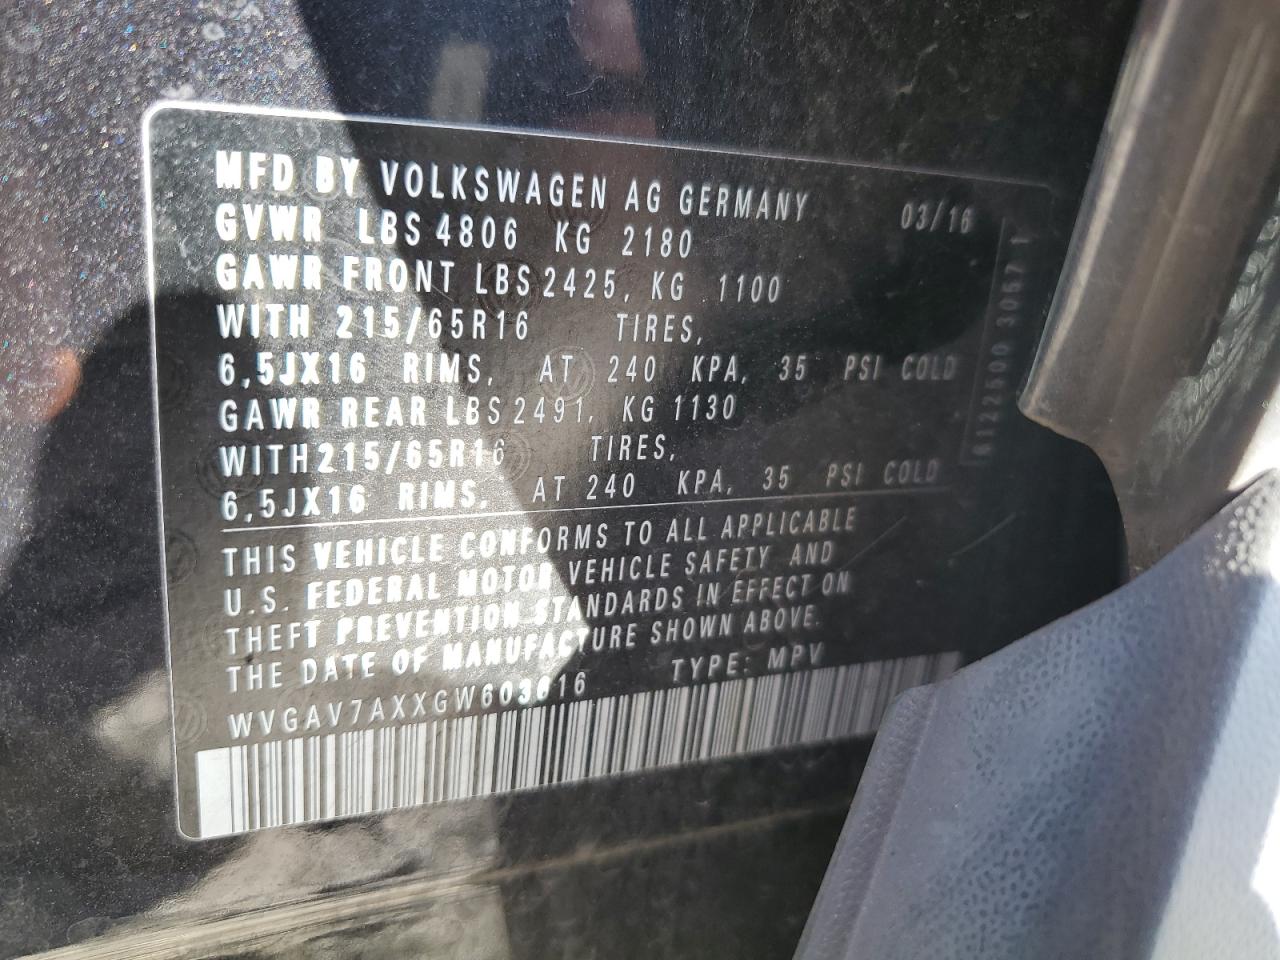 MFD BY VOLKSWAGEN AG GERMANY 03/16
GVWR LBS 4806 KG 2180
GAWR FRONT LBS 2425, KG 1100
WITH 215/65R16 TIRES,
6,5JX16 RIMS, AT 240 KPA, 35 PSI COLD
GAWR REAR LBS 2491, KG 1130
WITH 215/65R16 TIRES,
6,5JX16 RIMS, AT 240 KPA, 35 PSI COLD
THIS VEHICLE CONFORMS TO ALL APPLICABLE
U.S. FEDERAL MOTOR VEHICLE SAFETY AND
THEFT PREVENTION STANDARDS IN EFFECT ON
THE DATE OF MANUFACTURE SHOWN ABOVE.
WVGAV7AXXGW603616 TYPE: MPV